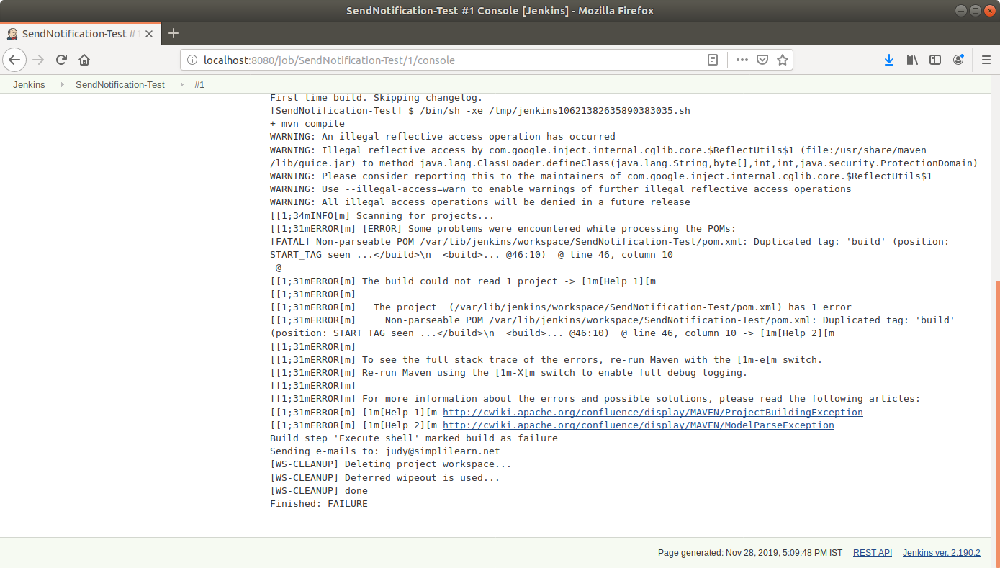 SendNotification-Test #1 Console [Jenkins] - Mozilla Firefox
SendNotification-Test #1
localhost:8080/job/SendNotification-Test/1/console
Jenkins SendNotification-Test #1
First time build. Skipping changelog.
[SendNotification-Test] $ /bin/sh -xe /tmp/jenkins10621382635890383035.sh
+ mvn compile
WARNING: An illegal reflective access operation has occurred
WARNING: Illegal reflective access by com.google.inject.internal.cglib.core.$ReflectUtils$1 (file:/usr/share/maven
/lib/guice.jar) to method java.lang.ClassLoader.defineClass(java.lang.String,byte[],int,int,java.security.ProtectionDomain)
WARNING: Please consider reporting this to the maintainers of com.google.inject.internal.cglib.core.$ReflectUtils$1
WARNING: Use --illegal-access=warn to enable warnings of further illegal reflective access operations
WARNING: All illegal access operations will be denied in a future release
[[1;34mINFO[m] Scanning for projects...
[[1;31mERROR[m] [ERROR] Some problems were encountered while processing the POMs:
[FATAL] Non-parseable POM /var/lib/jenkins/workspace/SendNotification-Test/pom.xml: Duplicated tag: 'build' (position:
START_TAG seen ...</build>\n  <build>... @46:10)  @ line 46, column 10
@
[[1;31mERROR[m] The build could not read 1 project -> [1m[Help 1][m
[[1;31mERROR[m]
[[1;31mERROR[m]   The project  (/var/lib/jenkins/workspace/SendNotification-Test/pom.xml) has 1 error
[[1;31mERROR[m]     Non-parseable POM /var/lib/jenkins/workspace/SendNotification-Test/pom.xml: Duplicated tag: 'build'
(position: START_TAG seen ...</build>\n  <build>... @46:10)  @ line 46, column 10 -> [1m[Help 2][m
[[1;31mERROR[m]
[[1;31mERROR[m] To see the full stack trace of the errors, re-run Maven with the [1m-e[m switch.
[[1;31mERROR[m] Re-run Maven using the [1m-X[m switch to enable full debug logging.
[[1;31mERROR[m]
[[1;31mERROR[m] For more information about the errors and possible solutions, please read the following articles:
[[1;31mERROR[m] [1m[Help 1][m http://cwiki.apache.org/confluence/display/MAVEN/ProjectBuildingException
[[1;31mERROR[m] [1m[Help 2][m http://cwiki.apache.org/confluence/display/MAVEN/ModelParseException
Build step 'Execute shell' marked build as failure
Sending e-mails to: judy@simplilearn.net
[WS-CLEANUP] Deleting project workspace...
[WS-CLEANUP] Deferred wipeout is used...
[WS-CLEANUP] done
Finished: FAILURE
Page generated: Nov 28, 2019, 5:09:48 PM IST REST API Jenkins ver. 2.190.2